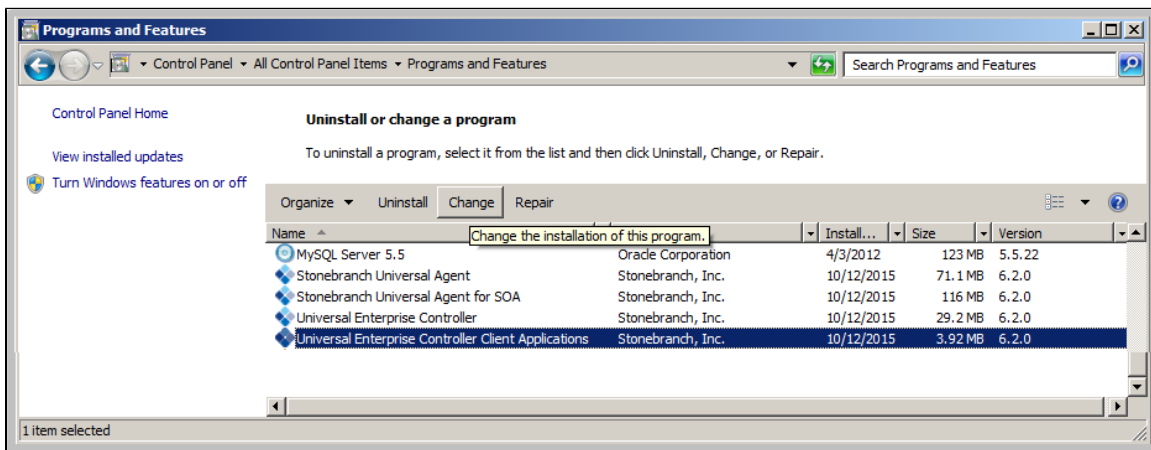 Programs and Features
Control Panel All Control Panel Items Programs and Features Search Programs and Features
Control Panel Home
Uninstall or change a program
View installed updates
To uninstall a program, select it from the list and then click Uninstall, Change, or Repair.
Turn Windows features on or off
Organize Uninstall Change Repair
Name Install... Size Version
Change the installation of this program.
MySQL Server 5.5 Oracle Corporation 4/3/2012 123 MB 5.5.22
Stonebranch Universal Agent Stonebranch, Inc. 10/12/2015 71.1 MB 6.2.0
Stonebranch Universal Agent for SOA Stonebranch, Inc. 10/12/2015 116 MB 6.2.0
Universal Enterprise Controller Stonebranch, Inc. 10/12/2015 29.2 MB 6.2.0
Universal Enterprise Controller Client Applications Stonebranch, Inc. 10/12/2015 3.92 MB 6.2.0
1 item selected